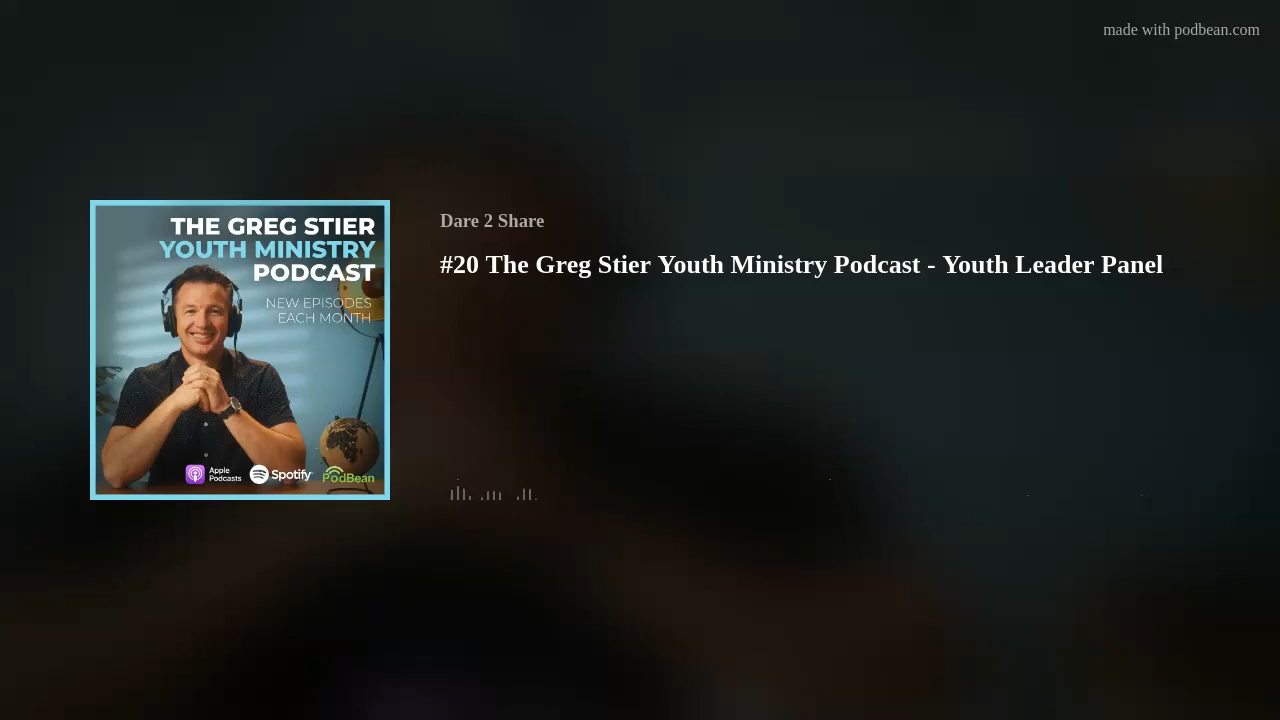 made with podbean.com
THE GREG STIER
YOUTH MINISTRY
PODCAST
NEW EPISODES
EACH MONTH
Apple
Podcasts
Spotify
PodBean
Dare 2 Share
#20 The Greg Stier Youth Ministry Podcast - Youth Leader Panel